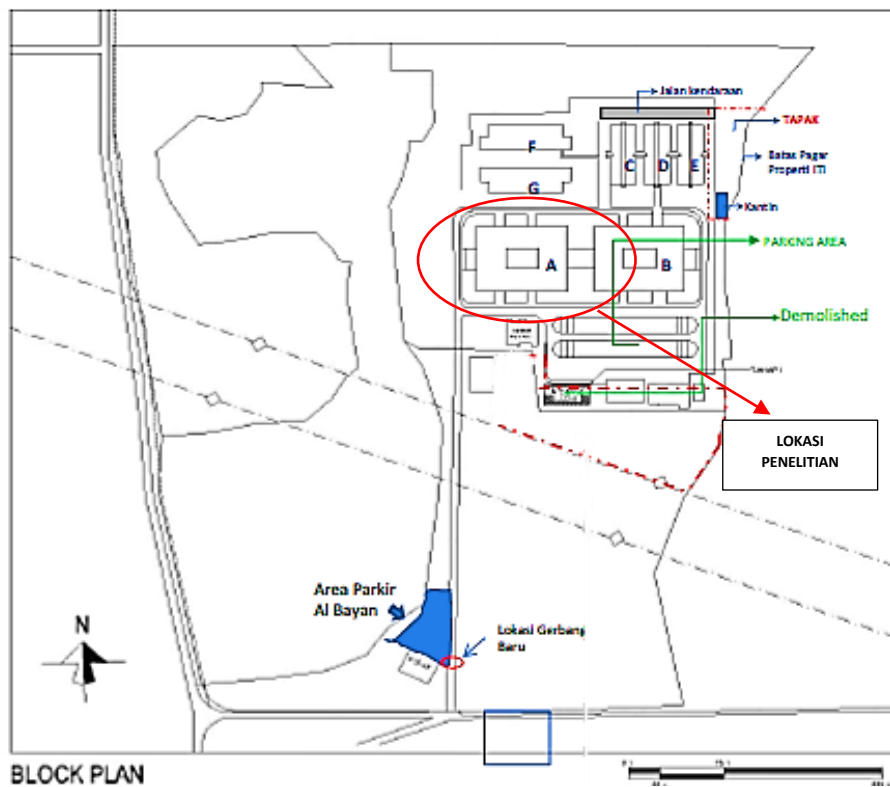 Jalan kendaraan
TAPAK
F
C
D
E
Batas Pagar
Properti ITI
G
Kantin
PARKNG AREA
A
B
Demolished
LOKASI
PENELITIAN
Area Parkir
Al Bayan
Lokasi Gerbang
Baru
N
BLOCK PLAN